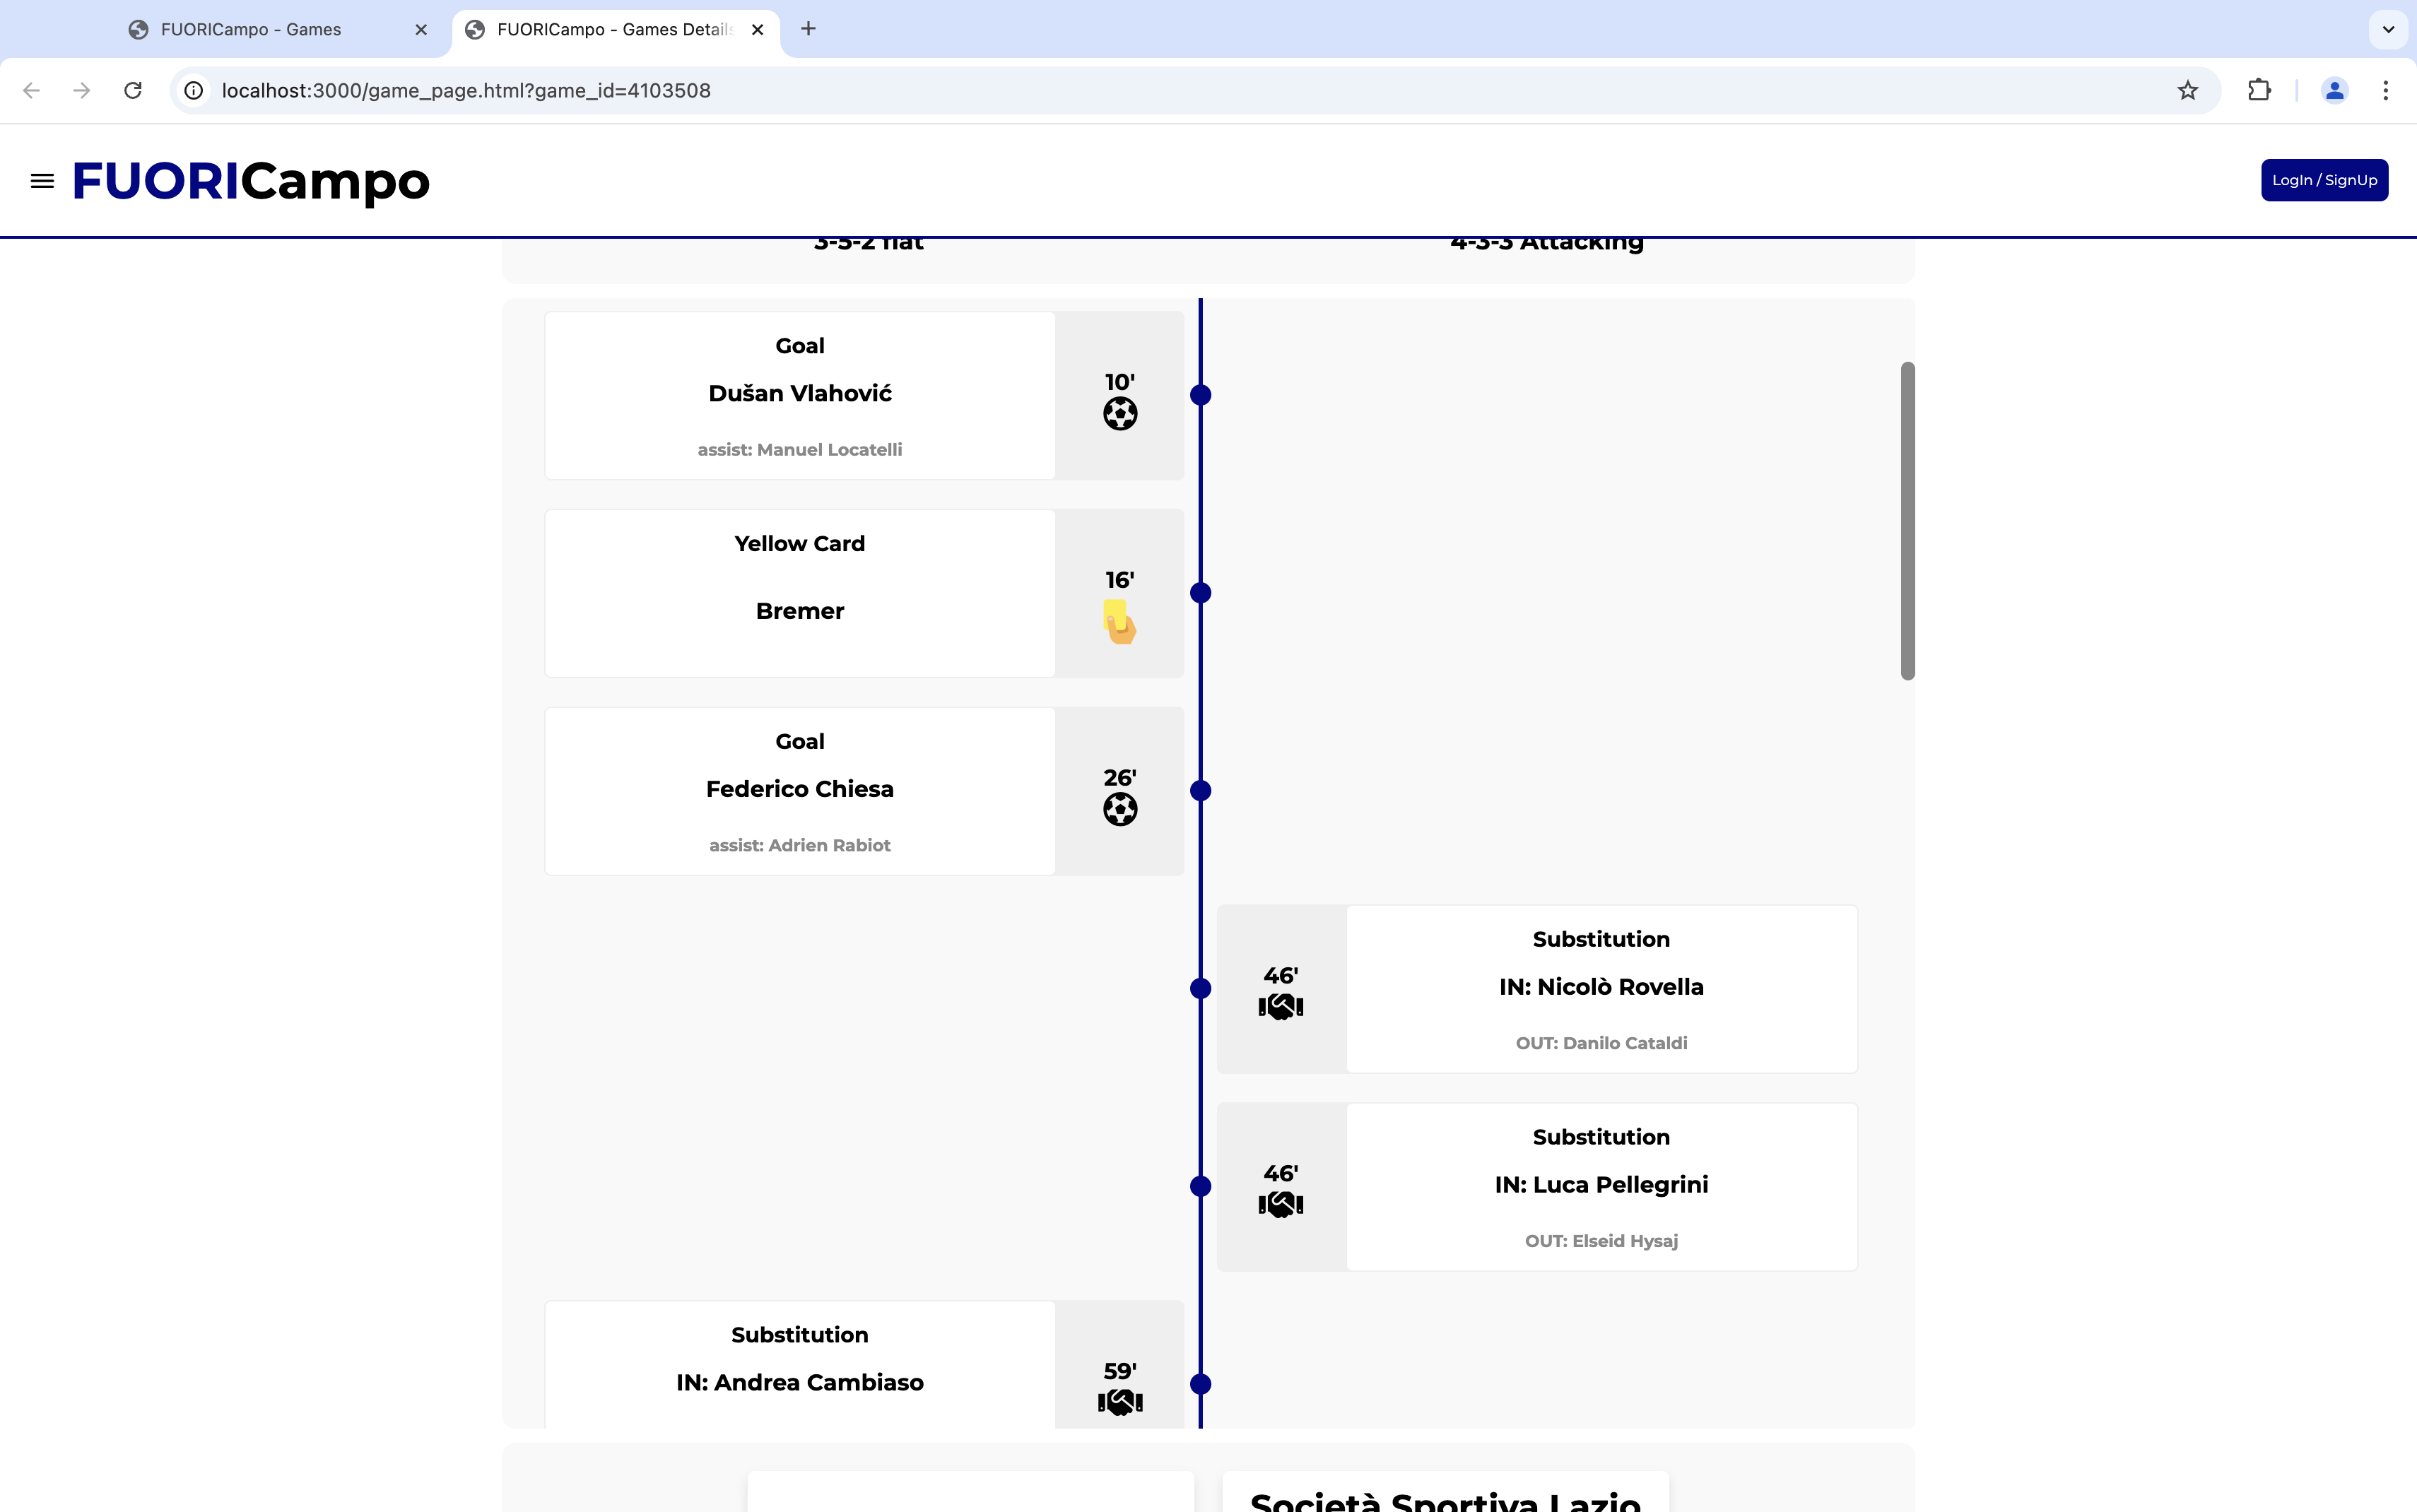 FUORICampo - Games
FUORICampo - Games Details
localhost:3000/game_page.html?game_id=4103508
FUORICampo
LogIn / SignUp
3-5-2 flat
4-3-3 Attacking
Goal
Dušan Vlahović
assist: Manuel Locatelli
10'
Yellow Card
Bremer
16'
Goal
Federico Chiesa
assist: Adrien Rabiot
26'
46'
Substitution
IN: Nicolò Rovella
OUT: Danilo Cataldi
46'
Substitution
IN: Luca Pellegrini
OUT: Elseid Hysaj
Substitution
IN: Andrea Cambiaso
59'
Società Sportiva Lazio